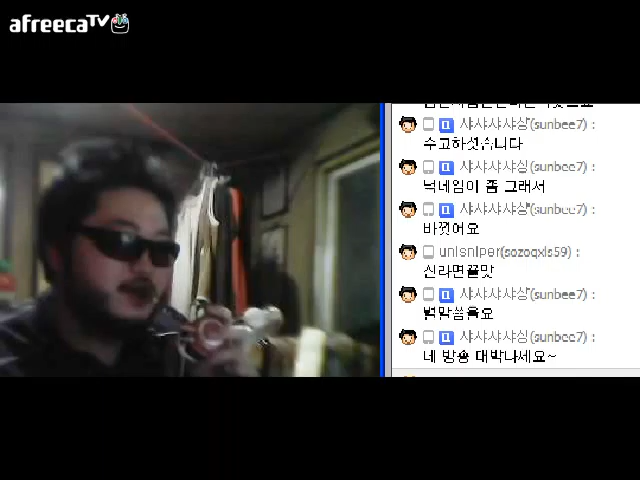 afreecaTV
샤샤샤샤샹(sunbee7) :
수고하셧습니다
샤샤샤샤샹(sunbee7) :
닉네임이 좀 그래서
샤샤샤샤샹(sunbee7) :
바껏어요
unisniper(sozoqxis59) :
신라면꿀맛
샤샤샤샤샹(sunbee7) :
별말씀을요
샤샤샤샤샹(sunbee7) :
네 방송 대박나세요~